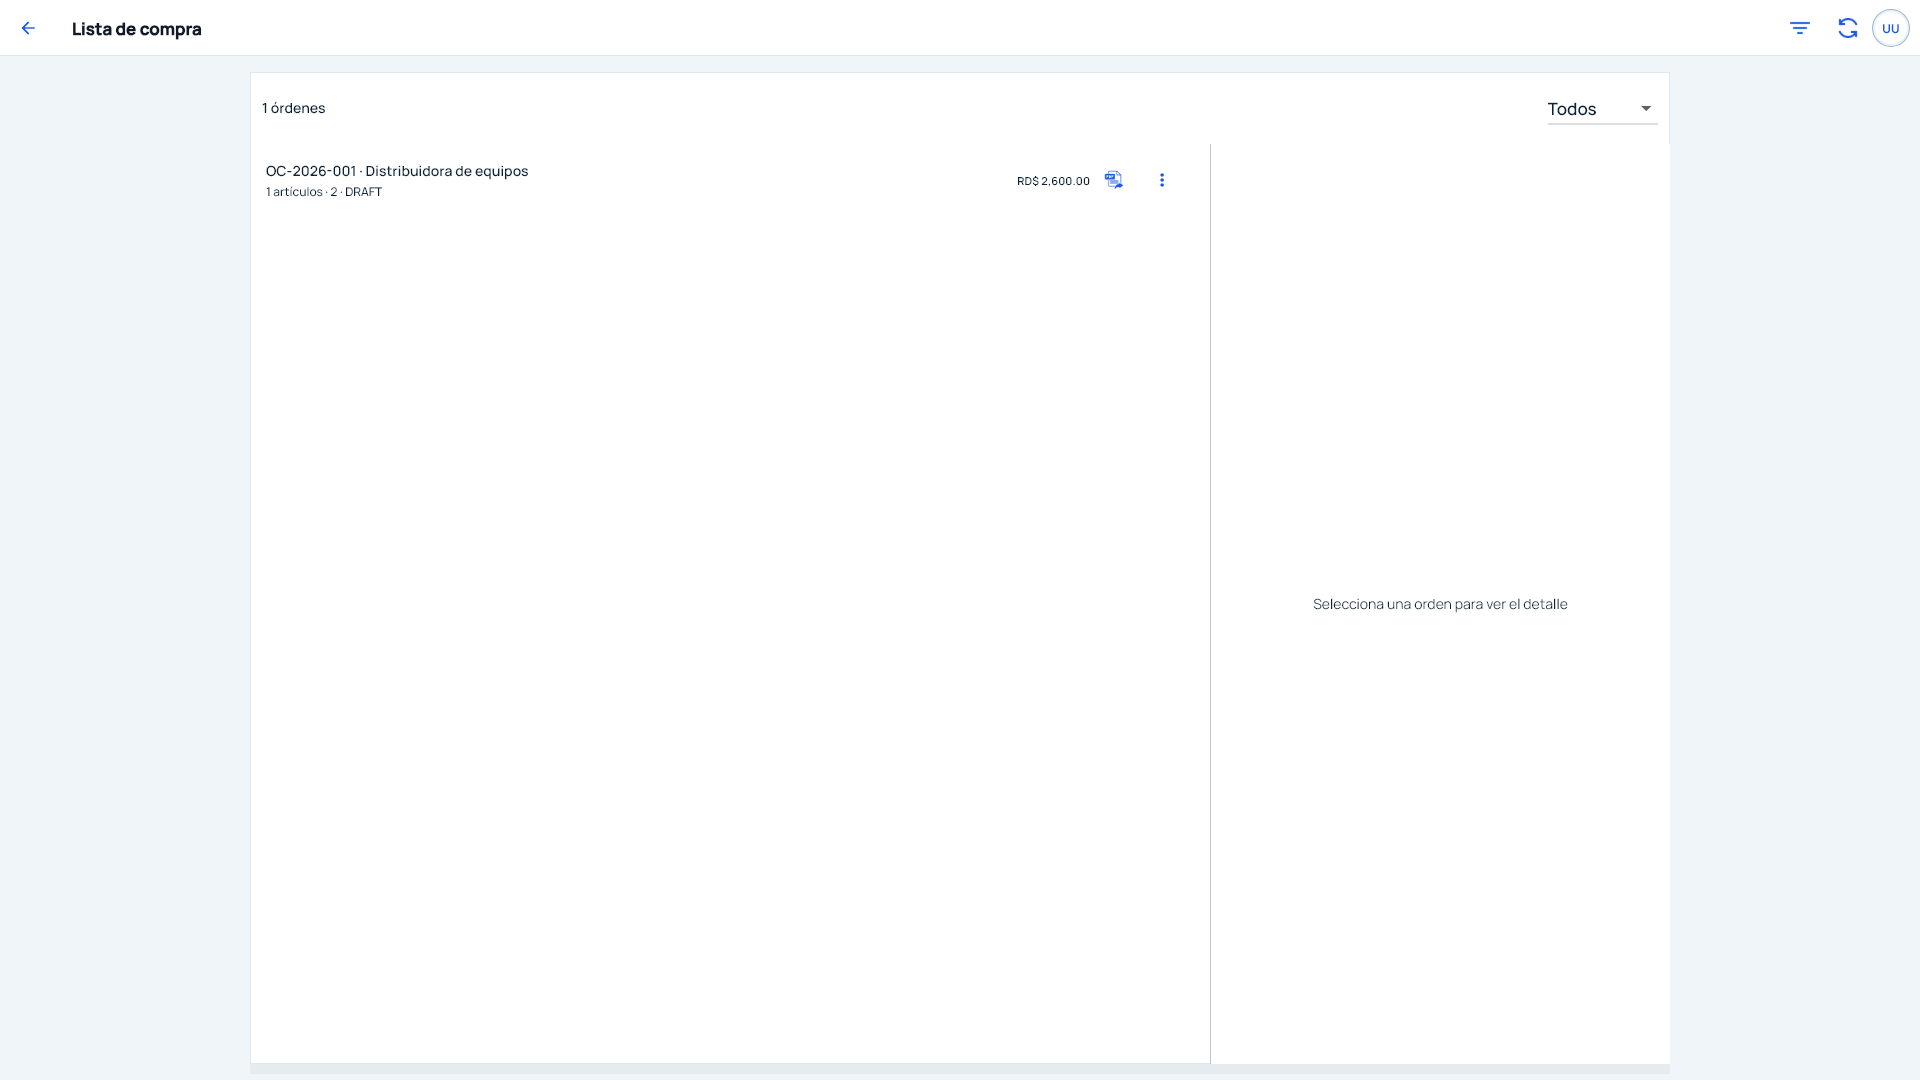 Lista de compra
UU
1 órdenes
Todos
OC-2026-001 · Distribuidora de equipos
1 artículos · 2 · DRAFT
RD$ 2,600.00
Selecciona una orden para ver el detalle